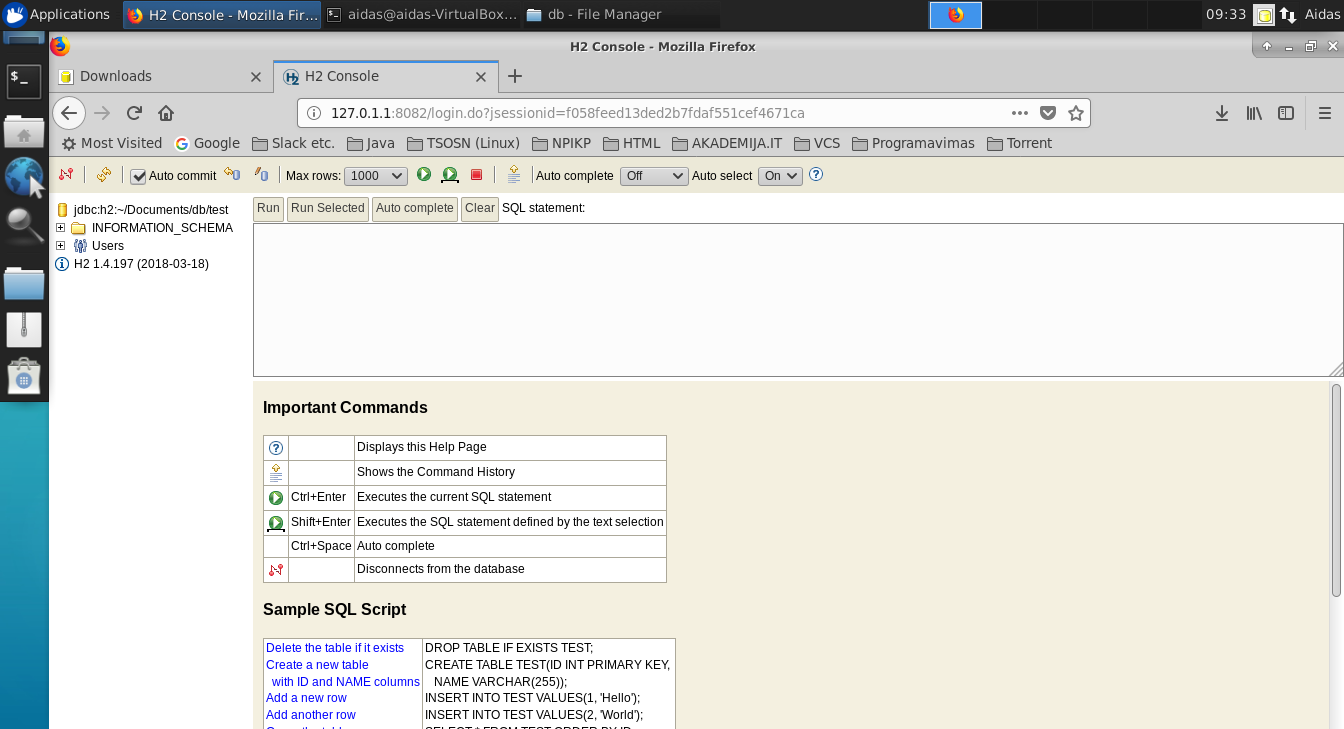 Applications H2 Console - Mozilla Fir... aidas@aidas-VirtualBox... db - File Manager 09:33 Aidas
H2 Console - Mozilla Firefox
Downloads H2 Console
127.0.1.1:8082/login.do?jsessionid=f058feed13ded2b7fdaf551cef4671ca
Most Visited Google Slack etc. Java TSOSN (Linux) NPIKP HTML AKADEMIJA.IT VCS Programavimas Torrent
Auto commit Max rows: 1000 Auto complete Off Auto select On
jdbc:h2:~/Documents/db/test
INFORMATION_SCHEMA
Users
H2 1.4.197 (2018-03-18)
Run Run Selected Auto complete Clear SQL statement:
Important Commands
Displays this Help Page
Shows the Command History
Ctrl+Enter Executes the current SQL statement
Shift+Enter Executes the SQL statement defined by the text selection
Ctrl+Space Auto complete
Disconnects from the database
Sample SQL Script
Delete the table if it exists DROP TABLE IF EXISTS TEST;
Create a new table CREATE TABLE TEST(ID INT PRIMARY KEY,
with ID and NAME columns NAME VARCHAR(255));
Add a new row INSERT INTO TEST VALUES(1, 'Hello');
Add another row INSERT INTO TEST VALUES(2, 'World');